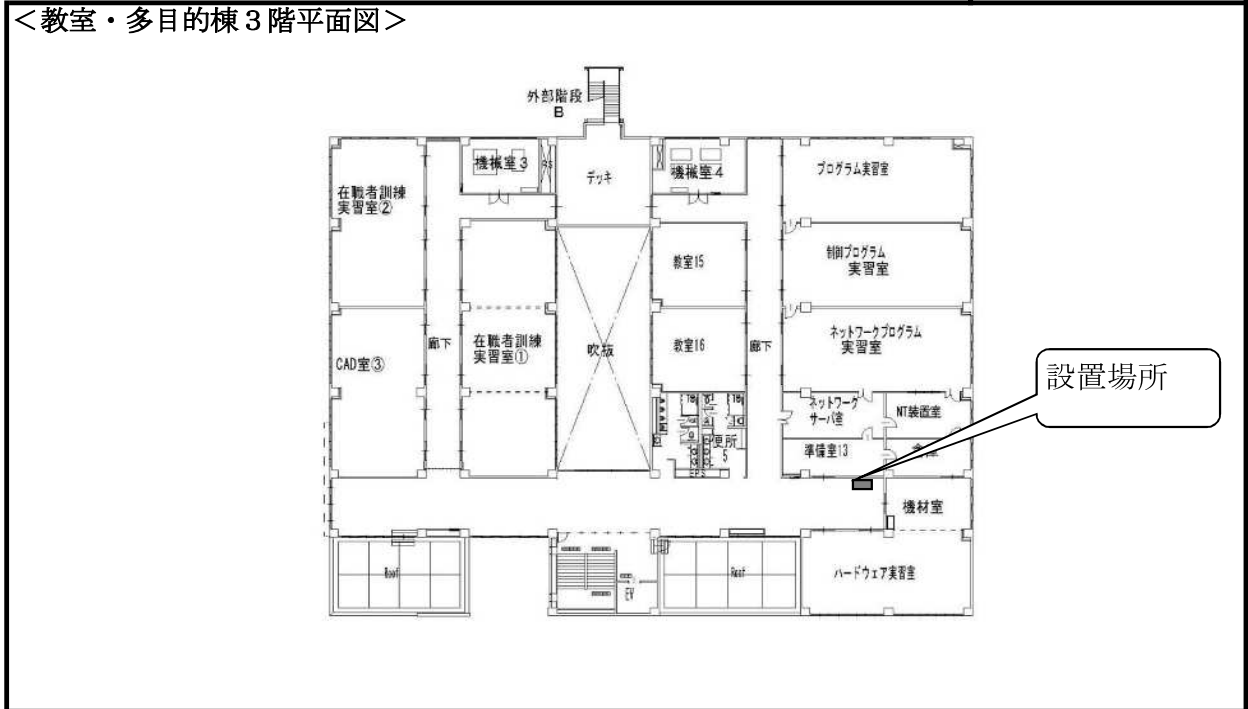 ＜教室・多目的棟３階平面図＞
外部階段
B
機械室３
PS
デッキ
機械室４
プログラム実習室
在職者訓練
実習室②
教室15
制御プログラム
実習室
CAD室③
廊下
在職者訓練
実習室①
吹抜
教室16
廊下
ネットワークプログラム
実習室
設置場所
ネットワーク
サーバ室
NT装置室
便所
5
準備室13
倉庫
EPS
機材室
Roof
EV
Roof
ハードウェア実習室